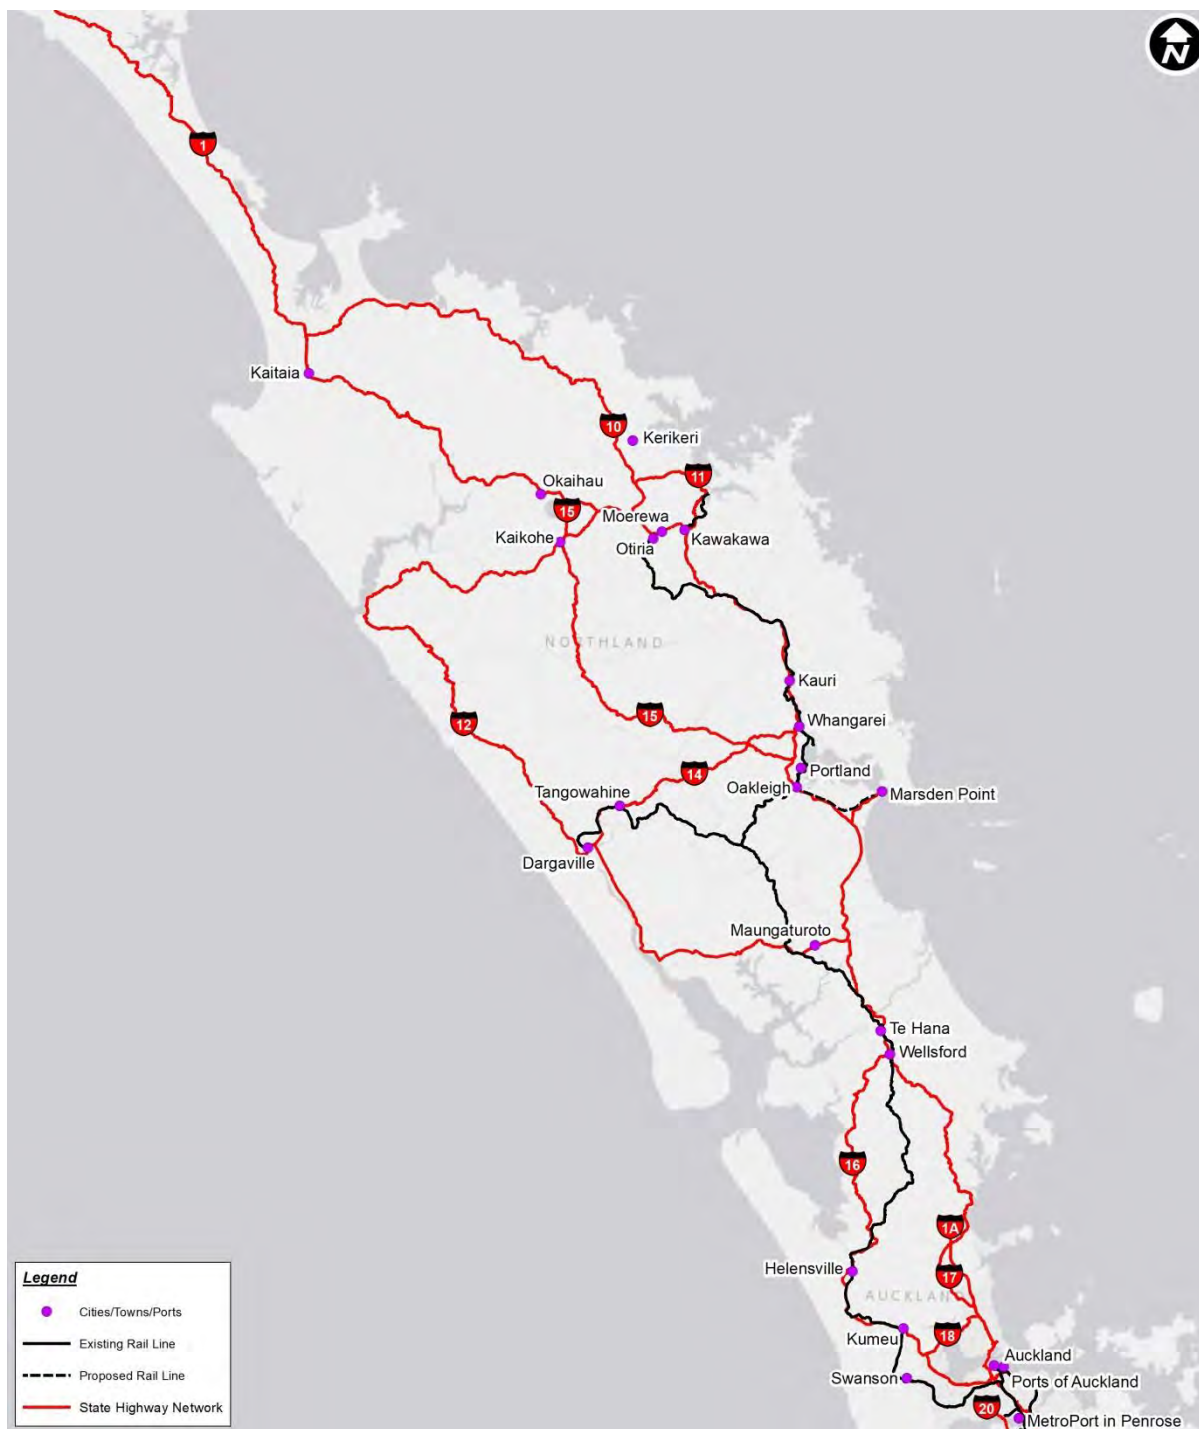 N
1
Kaitaia
10
Kerikeri
11
Okaihau
15
Moerewa
Kaikohe
Otiria
Kawakawa
NORTHLAND
Kauri
15
12
Whangarei
14
Portland
Tangowahine
Oakleigh
Marsden Point
Dargaville
Maungaturoto
Te Hana
Wellsford
16
1A
Helensville
17
AUCKLAND
Kumeu
18
Auckland
Swanson
Ports of Auckland
20
MetroPort in Penrose
Legend
Cities/Towns/Ports
Existing Rail Line
Proposed Rail Line
State Highway Network